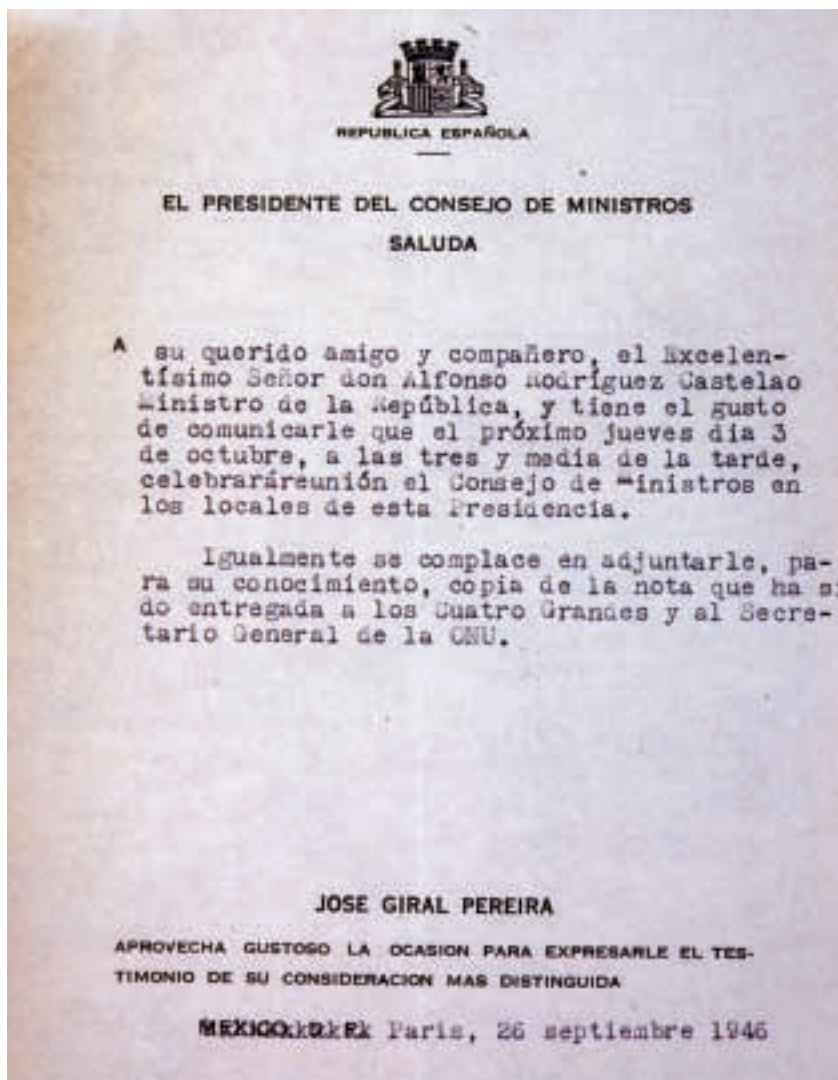 REPUBLICA ESPAÑOLA
EL PRESIDENTE DEL CONSEJO DE MINISTROS
SALUDA
A su querido amigo y compañero, el Excelen-
tísimo Señor don Alfonso Rodríguez Castelao
Ministro de la República, y tiene el gusto
de comunicarle que el próximo jueves dia 3
de octubre, a las tres y media de la tarde,
celebraráreunión el Consejo de Ministros en
los locales de esta Presidencia.
Igualmente se complace en adjuntarle, pa-
ra su conocimiento, copia de la nota que ha si
do entregada a los Cuatro Grandes y al Secre-
tario General de la ONU.
JOSE GIRAL PEREIRA
APROVECHA GUSTOSO LA OCASION PARA EXPRESARLE EL TES-
TIMONIO DE SU CONSIDERACION MAS DISTINGUIDA
MEXICO, D. F. Paris, 26 septiembre 1946